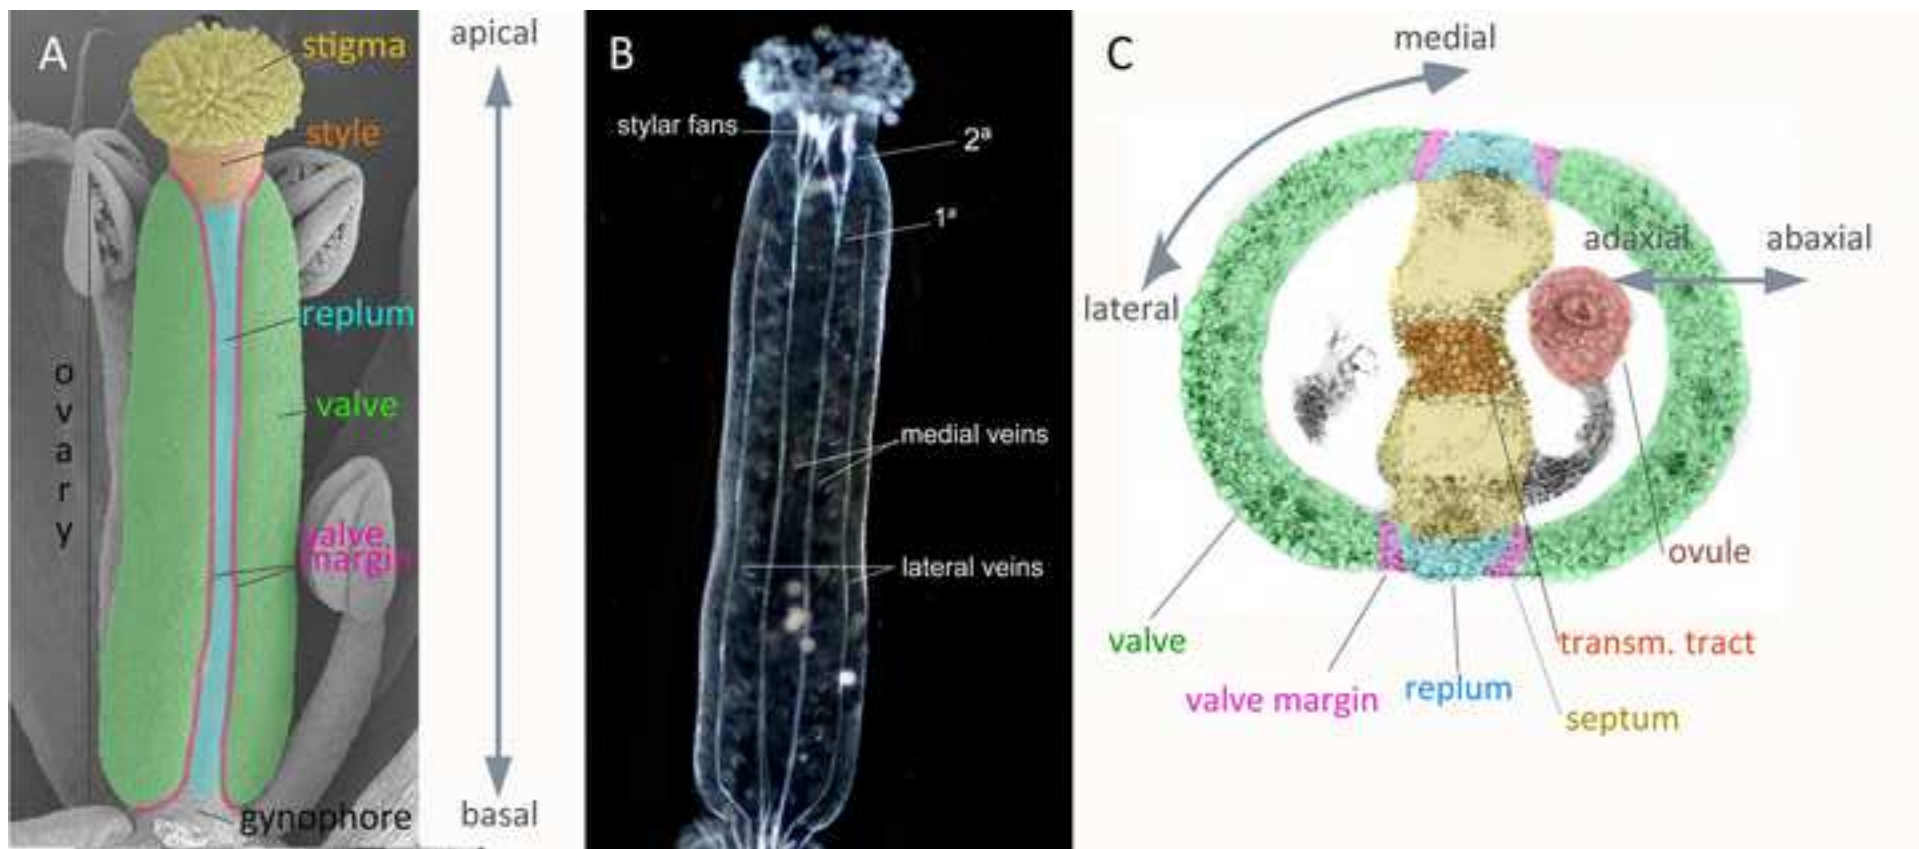 A
stigma
style
replum
valve
valve
margin
ovary
gynophore
apical
basal
B
stylar fans
2ª
1ª
medial veins
lateral veins
C
medial
lateral
adaxial
abaxial
ovule
valve
transm. tract
valve margin
replum
septum